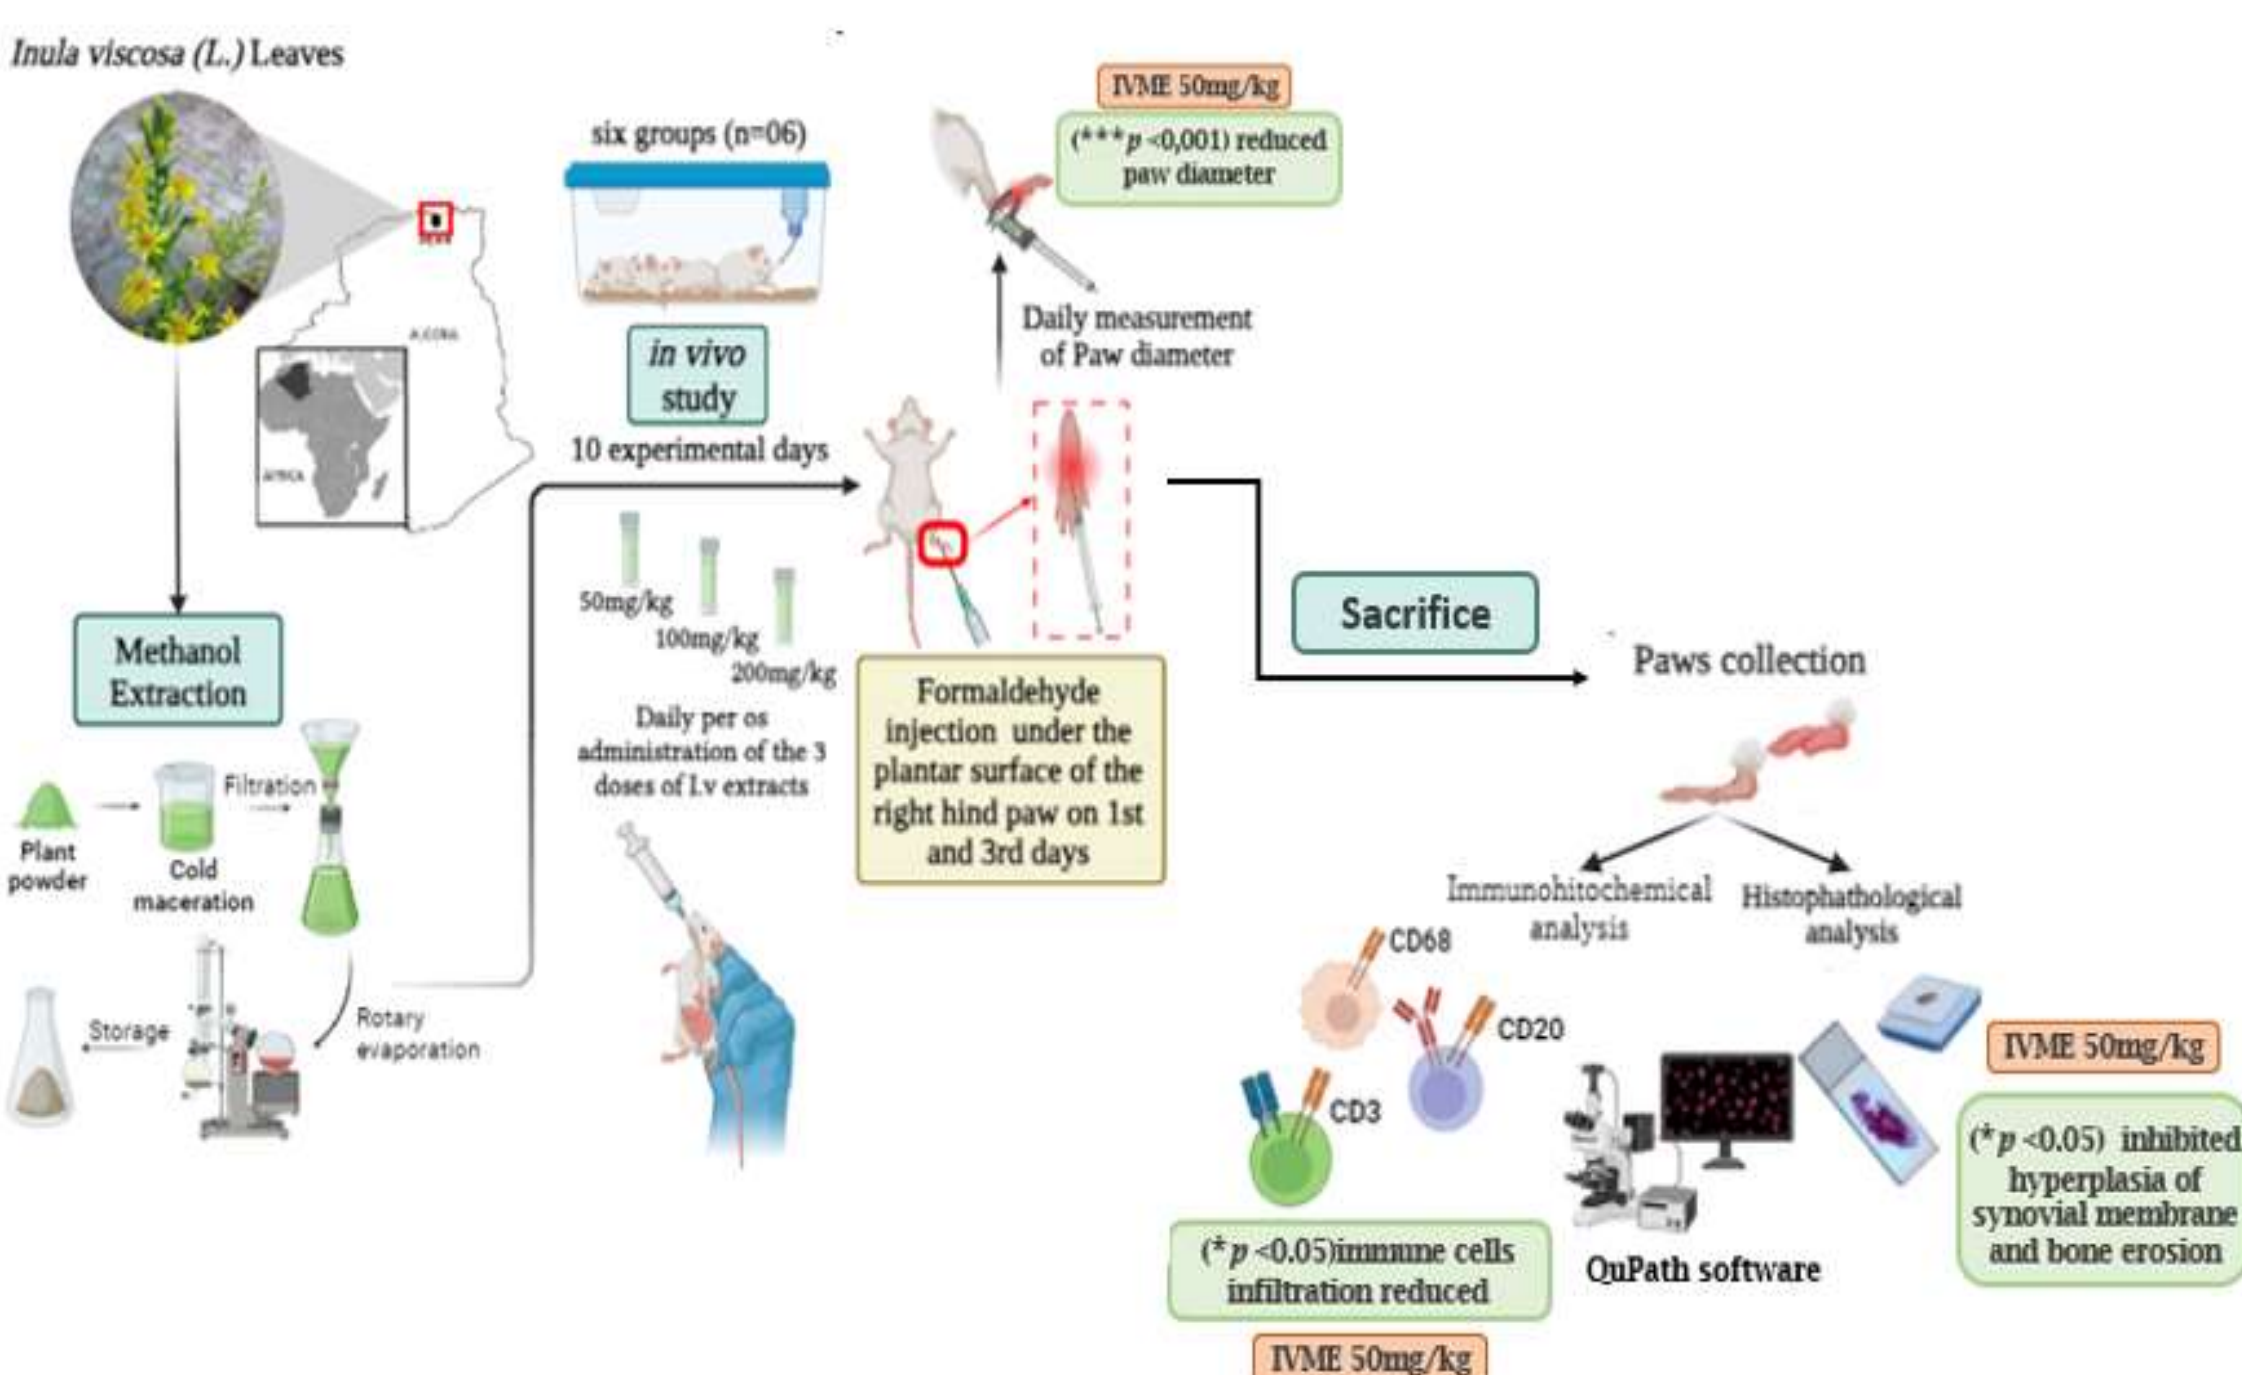 Inula viscosa (L.) Leaves
AFRICA
Methanol
Extraction
Plant
powder
Cold
maceration
Filtration
Rotary
evaporation
Storage
six groups (n=06)
in vivo
study
10 experimental days
50mg/kg
100mg/kg
200mg/kg
Daily per os
administration of the 3
doses of I.v extracts
Formaldehyde
injection under the
plantar surface of the
right hind paw on 1st
and 3rd days
Daily measurement
of Paw diameter
IVME 50mg/kg
(***p <0,001) reduced
paw diameter
Sacrifice
Paws collection
Immunohitochemical
analysis
Histophathological
analysis
CD68
CD20
CD3
(*p <0.05)immune cells
infiltration reduced
IVME 50mg/kg
QuPath software
IVME 50mg/kg
(*p <0.05) inhibited
hyperplasia of
synovial membrane
and bone erosion